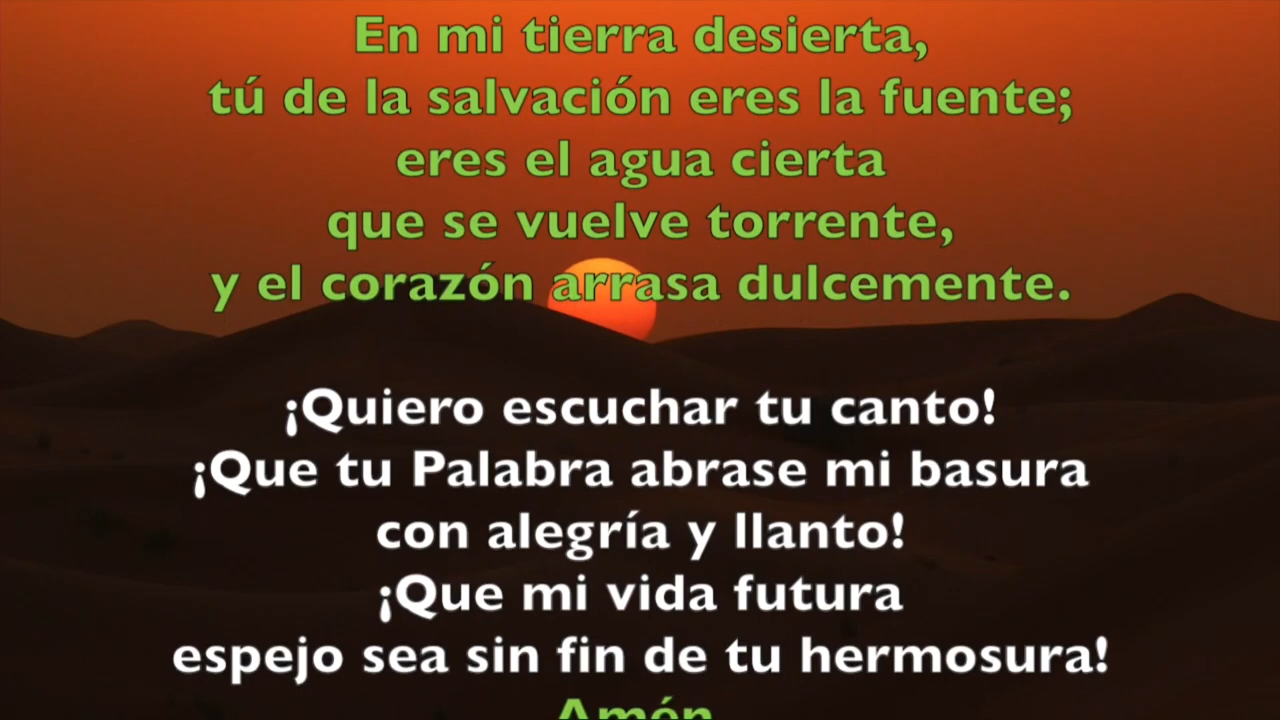 En mi tierra desierta,
tú de la salvación eres la fuente;
eres el agua cierta
que se vuelve torrente,
y el corazón arrasa dulcemente.
¡Quiero escuchar tu canto!
¡Que tu Palabra abrase mi basura
con alegría y llanto!
¡Que mi vida futura
espejo sea sin fin de tu hermosura!
Amén